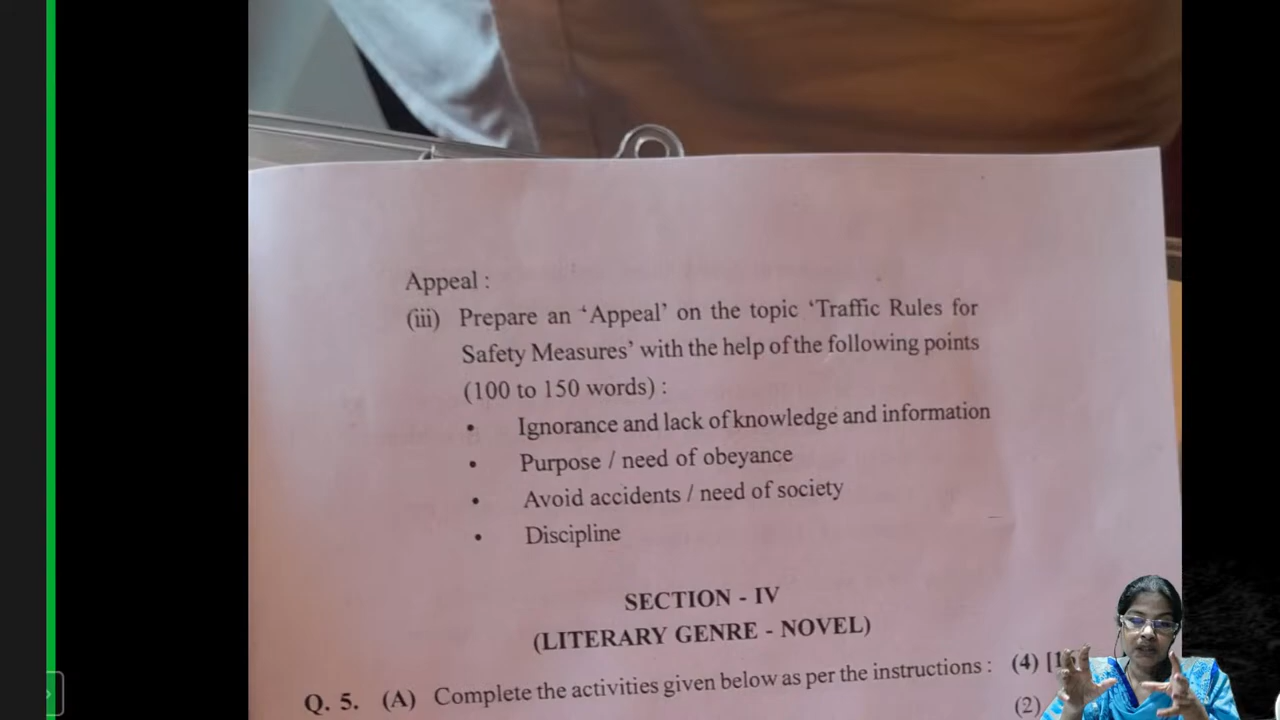 Appeal :
(iii) Prepare an ‘Appeal’ on the topic ‘Traffic Rules for
Safety Measures’ with the help of the following points
(100 to 150 words) :
• Ignorance and lack of knowledge and information
• Purpose / need of obeyance
• Avoid accidents / need of society
• Discipline
SECTION - IV
(LITERARY GENRE - NOVEL)
Q. 5. (A) Complete the activities given below as per the instructions : (4)
(2)